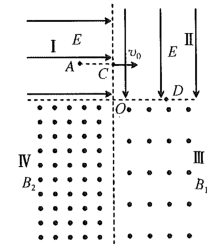 Ⅰ E Ⅱ
A C v₀ E
O D
Ⅳ Ⅲ
B₂ B₁